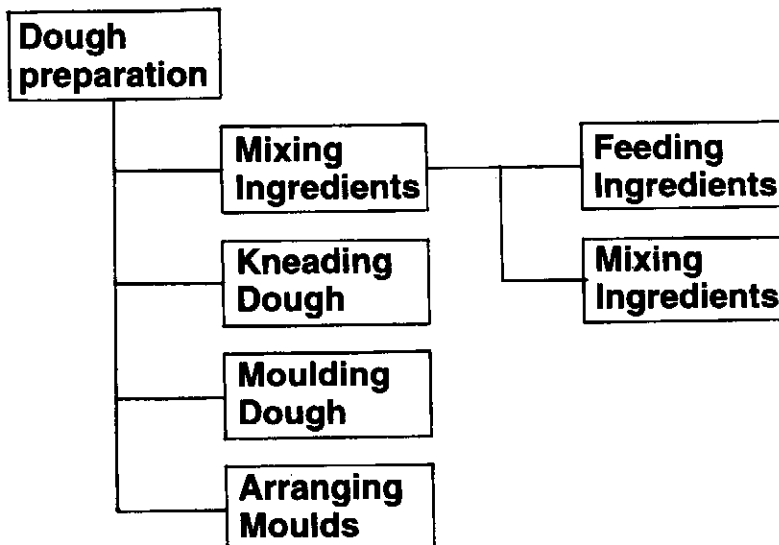 Dough
preparation
Mixing
Ingredients
Feeding
Ingredients
Kneading
Dough
Mixing
Ingredients
Moulding
Dough
Arranging
Moulds